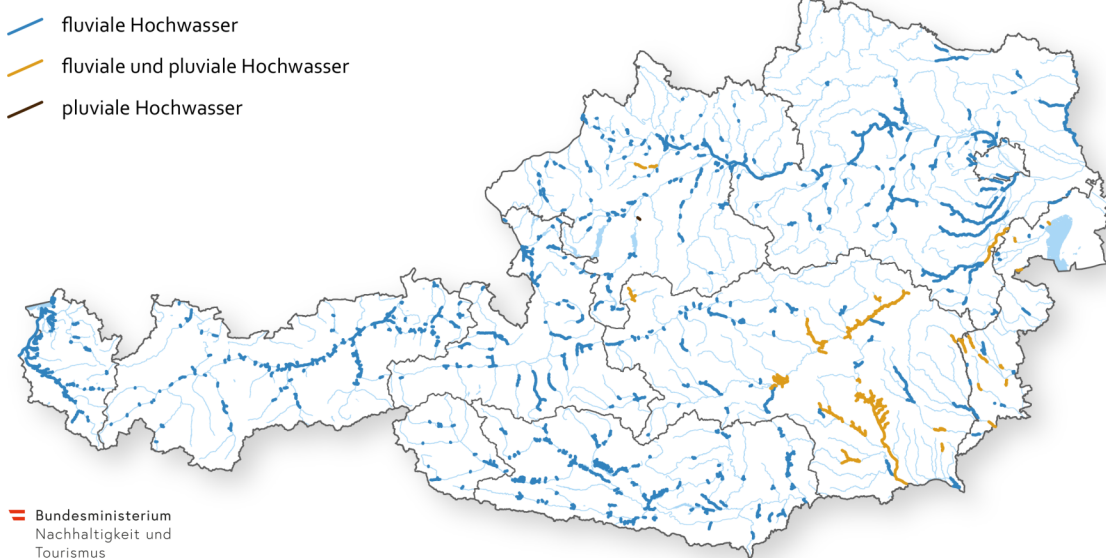 fluviale Hochwasser
fluviale und pluviale Hochwasser
pluviale Hochwasser
Bundesministerium
Nachhaltigkeit und
Tourismus